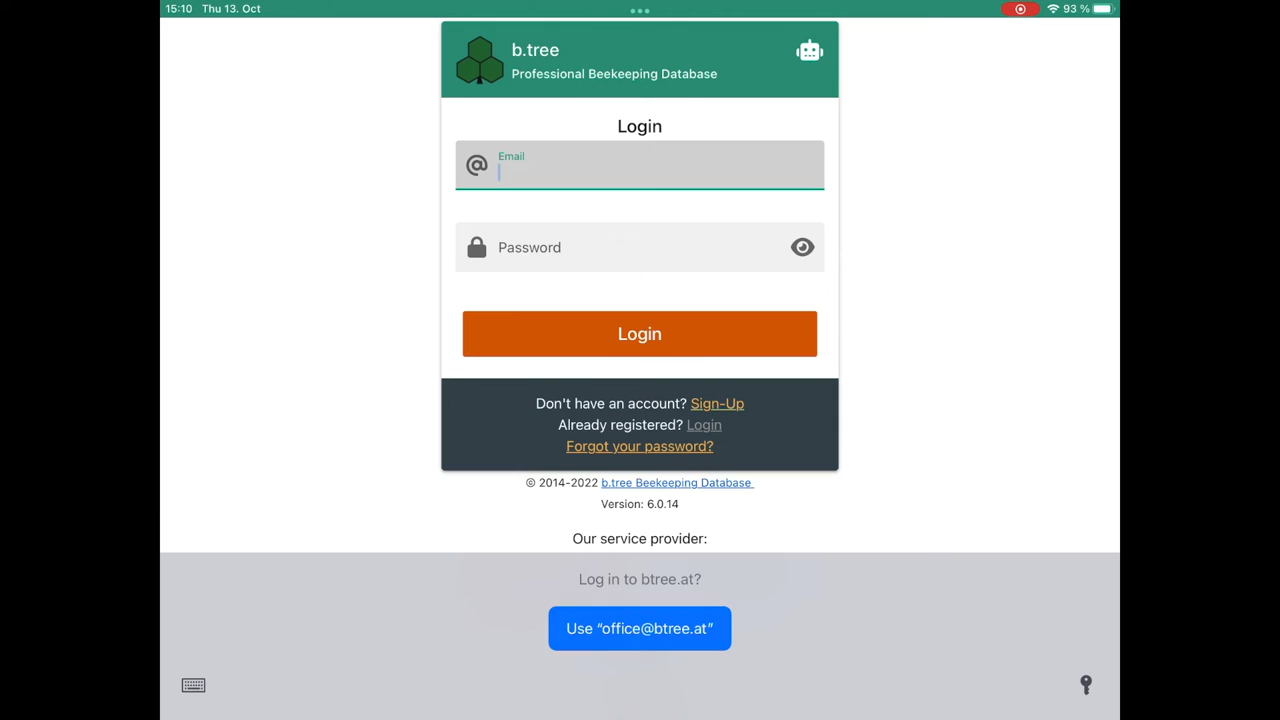 15:10 Thu 13. Oct
93 %
b.tree
Professional Beekeeping Database
Login
@ Email
Password
Login
Don't have an account? Sign-Up
Already registered? Login
Forgot your password?
© 2014-2022 b.tree Beekeeping Database
Version: 6.0.14
Our service provider:
Log in to btree.at?
Use “office@btree.at”